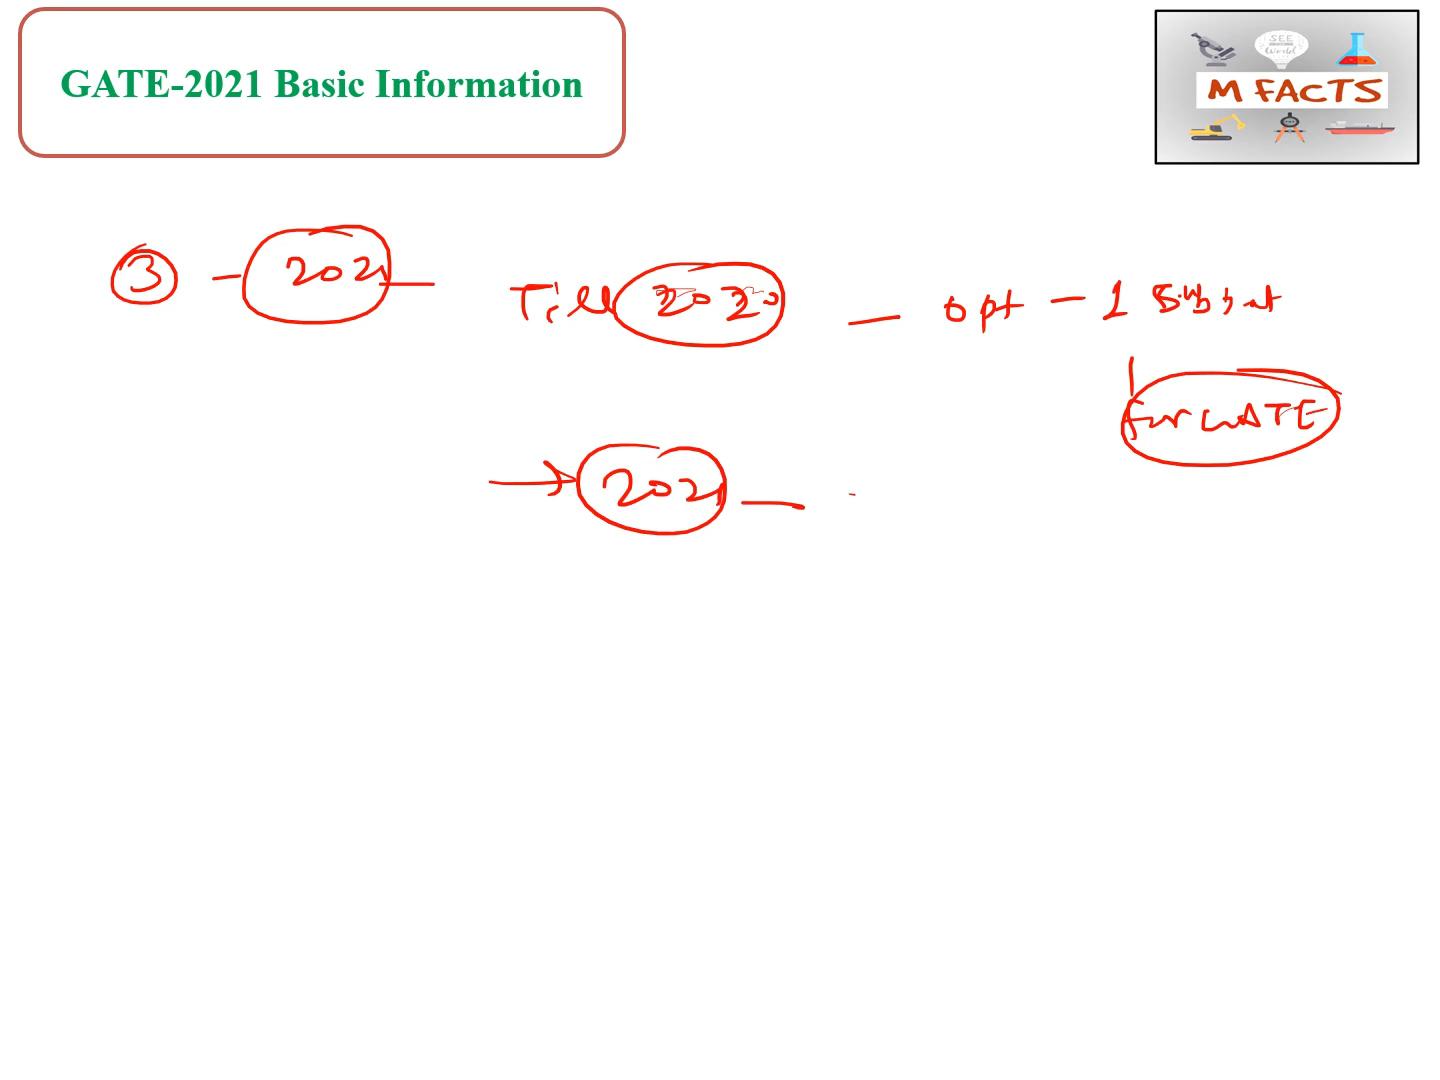 GATE-2021 Basic Information
SEE
World
M FACTS
3 - 2021 - Till 2020 - opt - 1 Subject
for GATE
→ 2021 -